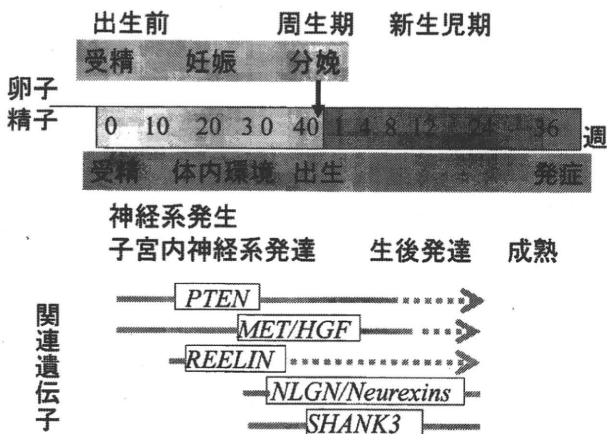 出生前 周生期 新生児期
受精 妊娠 分娩
卵子
精子
0 10 20 30 40 1 4 8 12 24 36 週
受精 体内環境 出生 発症
神経系発生
子宮内神経系発達 生後発達 成熟
関連遺伝子
PTEN
MET/HGF
REELIN
NLGN/Neurexins
SHANK3